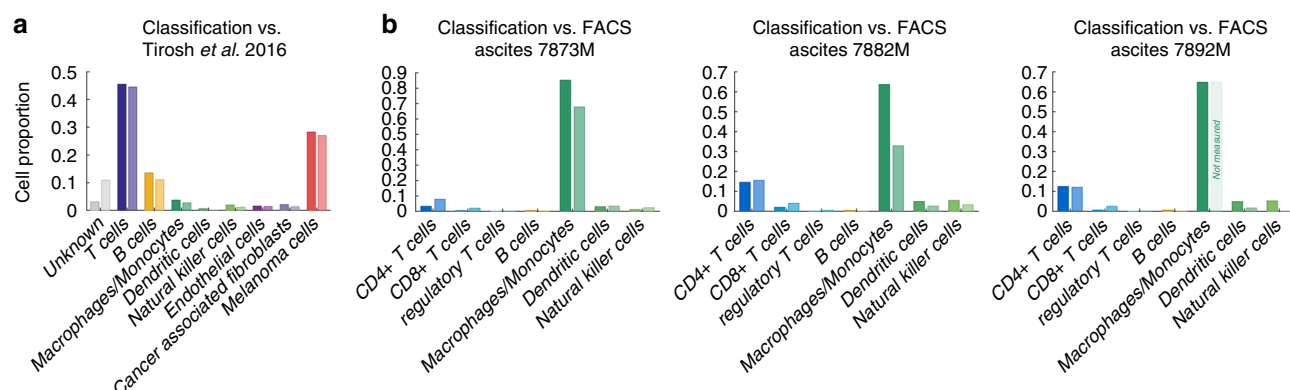 a
Classification vs.
Tirosh et al. 2016
Cell proportion
0.5
0.4
0.3
0.2
0.1
0
Unknown
T cells
B cells
Macrophages/Monocytes
Dendritic cells
Natural killer cells
Endothelial cells
Cancer associated fibroblasts
Melanoma cells
b
Classification vs. FACS
ascites 7873M
0.9
0.8
0.7
0.6
0.5
0.4
0.3
0.2
0.1
0
CD4+ T cells
CD8+ T cells
regulatory T cells
B cells
Macrophages/Monocytes
Dendritic cells
Natural killer cells
Classification vs. FACS
ascites 7882M
0.7
0.6
0.5
0.4
0.3
0.2
0.1
0
CD4+ T cells
CD8+ T cells
regulatory T cells
B cells
Macrophages/Monocytes
Dendritic cells
Natural killer cells
Classification vs. FACS
ascites 7892M
0.7
0.6
0.5
0.4
0.3
0.2
0.1
0
Not measured
CD4+ T cells
CD8+ T cells
regulatory T cells
B cells
Macrophages/Monocytes
Dendritic cells
Natural killer cells